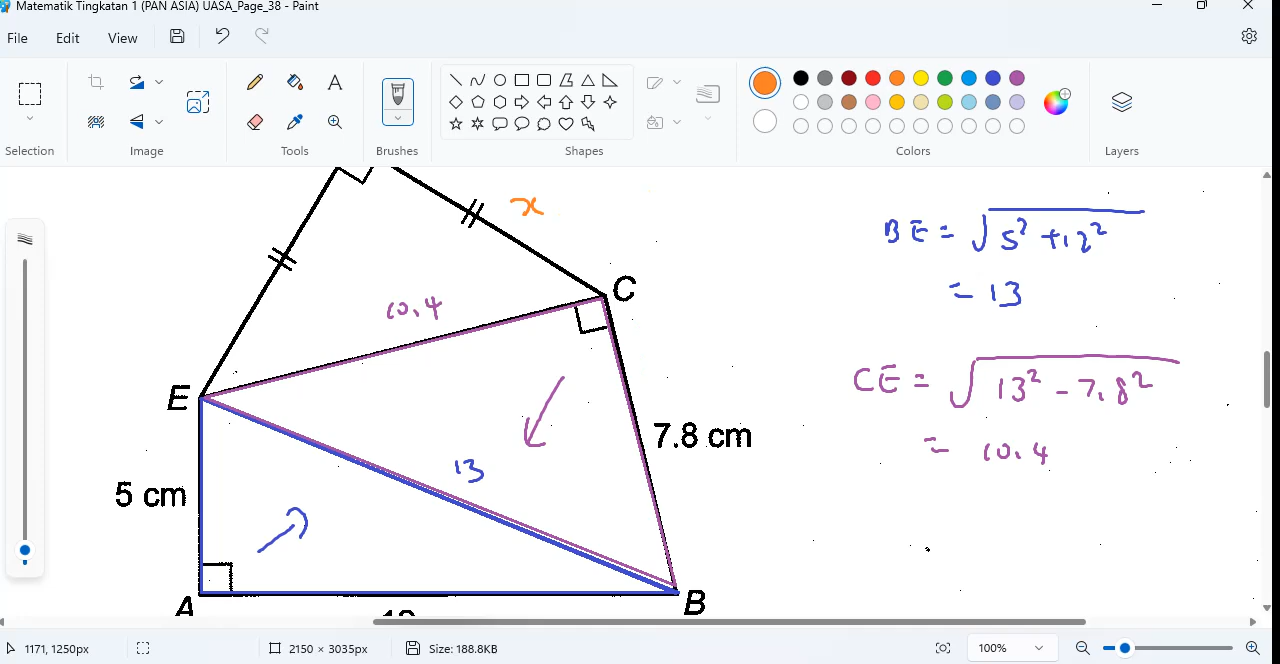 Matematik Tingkatan 1 (PAN ASIA) UASA_Page_38 - Paint
File Edit View
Selection Image Tools Brushes Shapes Colors Layers
x
BE = √5² + 12²
= 13
C
10.4
CE = √13² - 7.8²
= 10.4
E
7.8 cm
13
5 cm
A B
1171, 1250px 2150 × 3035px Size: 188.8KB 100%